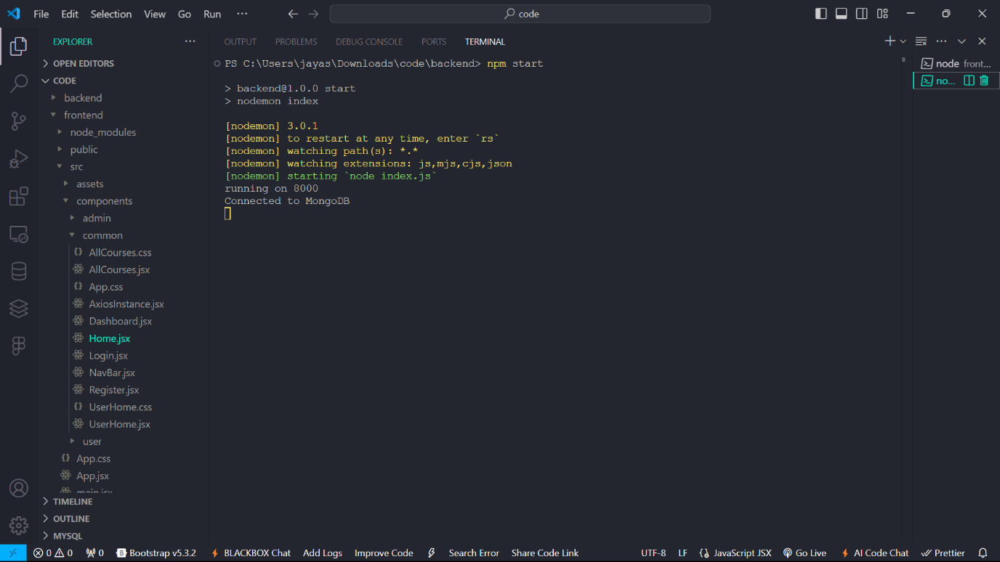 File Edit Selection View Go Run ···
code
EXPLORER ···
OPEN EDITORS
CODE
backend
frontend
node_modules
public
src
assets
components
admin
common
AllCourses.css
AllCourses.jsx
App.css
AxiosInstance.jsx
Dashboard.jsx
Home.jsx
Login.jsx
NavBar.jsx
Register.jsx
UserHome.css
UserHome.jsx
user
App.css
App.jsx
main.jsx
TIMELINE
OUTLINE
MYSQL
OUTPUT PROBLEMS DEBUG CONSOLE PORTS TERMINAL
PS C:\Users\jayas\Downloads\code\backend> npm start
> backend@1.0.0 start
> nodemon index
[nodemon] 3.0.1
[nodemon] to restart at any time, enter `rs`
[nodemon] watching path(s): *.*
[nodemon] watching extensions: js,mjs,cjs,json
[nodemon] starting `node index.js`
running on 8000
Connected to MongoDB
node front...
no...
0 0 0 Bootstrap v5.3.2 BLACKBOX Chat Add Logs Improve Code Search Error Share Code Link UTF-8 LF JavaScript JSX Go Live AI Code Chat Prettier